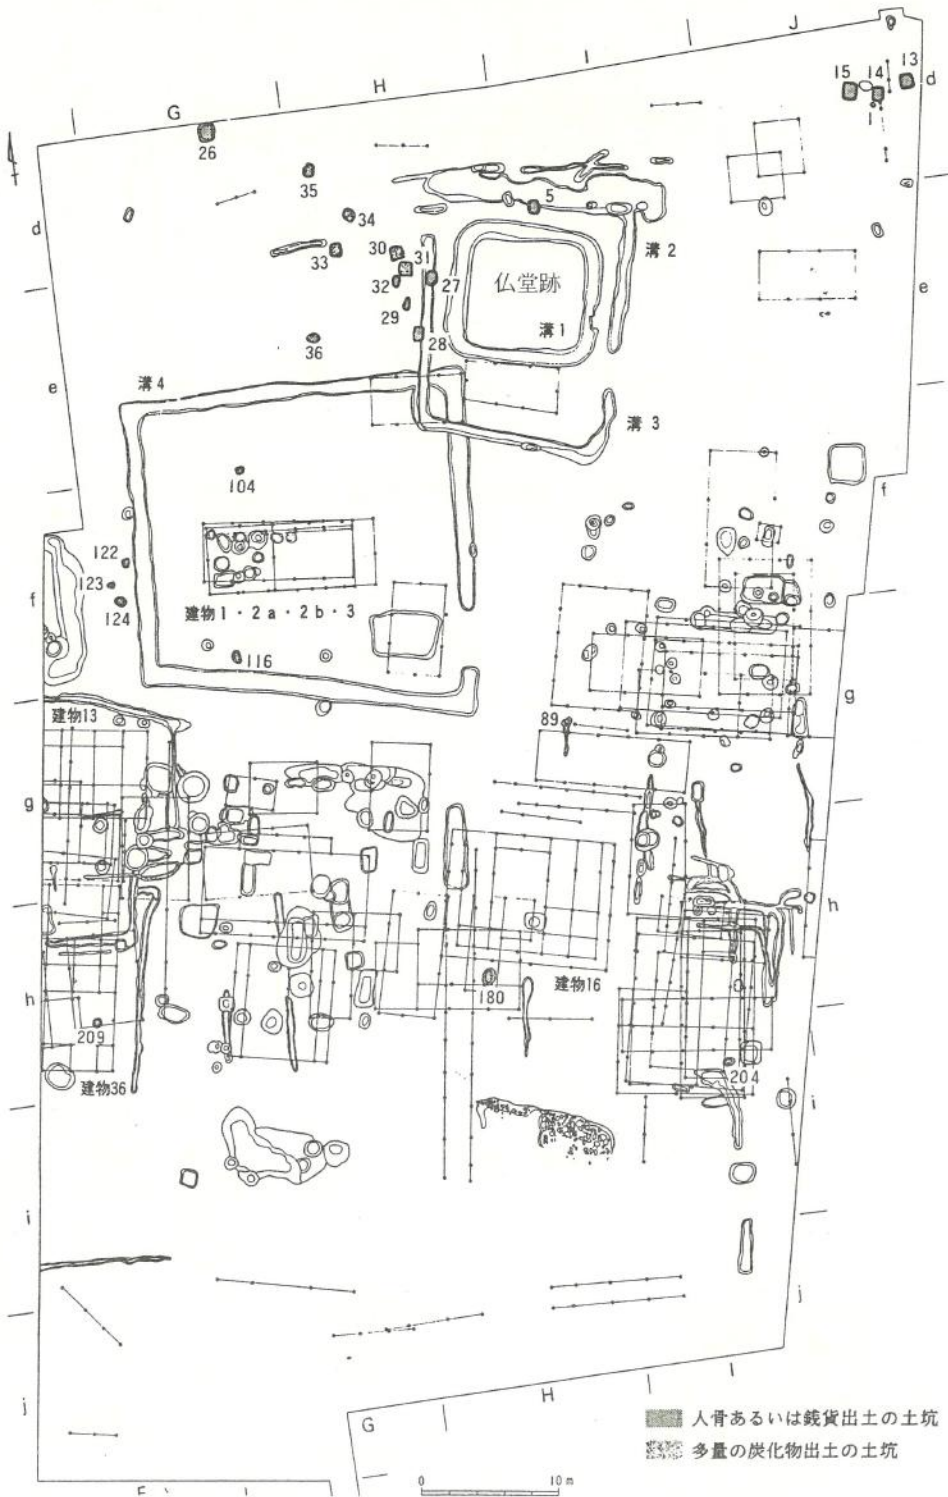 J
I
H
G
15
14
13
d
1
26
35
5
34
d
30
31
溝2
33
32
27
仏堂跡
e
29
溝1
28
36
e
溝4
溝3
104
f
122
123
f
124
建物1・2a・2b・3
116
g
建物13
89
g
h
180
建物16
h
209
204
建物36
i
i
j
j
G
H
I
人骨あるいは銭貨出土の土坑
多量の炭化物出土の土坑
0
10m